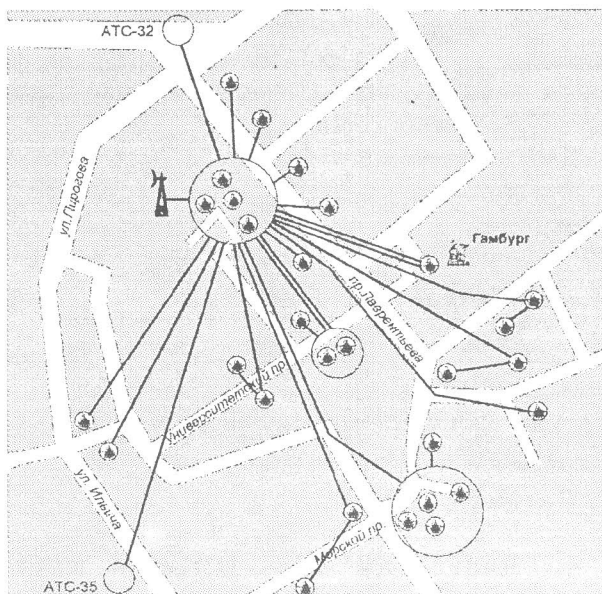 АТС-32
ул. Пирогова
Гамбург
пр. Лаврентьева
Университетский пр.
ул. Ильича
Морской пр.
АТС-35